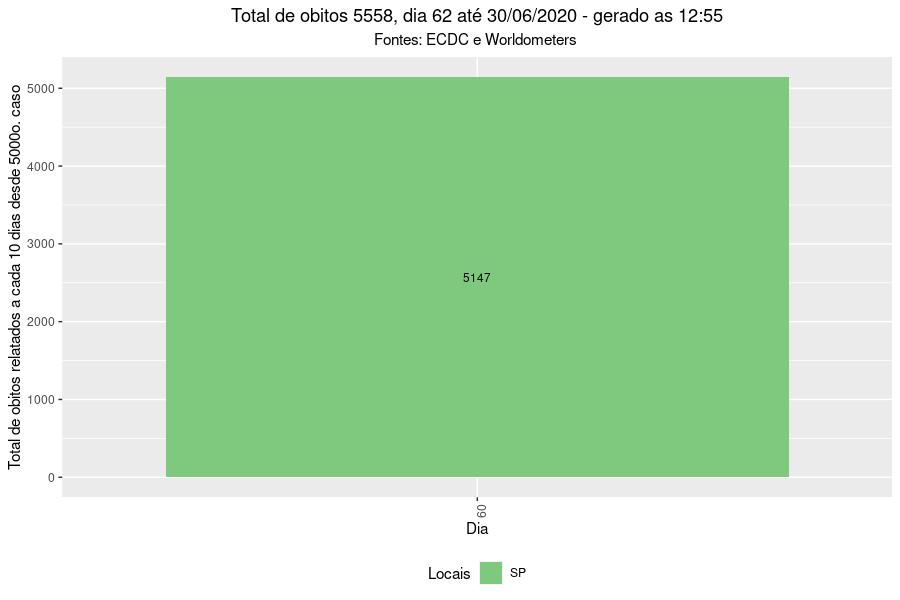 Total de obitos 5558, dia 62 até 30/06/2020 - gerado as 12:55
Fontes: ECDC e Worldometers
Total de obitos relatados a cada 10 dias desde 5000o. caso
5000
4000
3000
2000
1000
0
5147
60
Dia
Locais SP